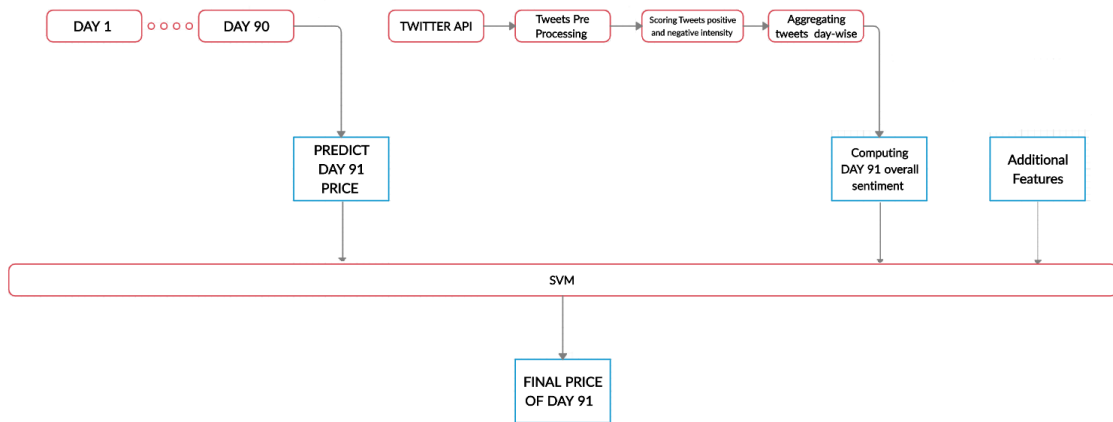 DAY 1
DAY 90
TWITTER API
Tweets Pre
Processing
Scoring Tweets positive
and negative intensity
Aggregating
tweets day-wise
PREDICT
DAY 91
PRICE
Computing
DAY 91 overall
sentiment
Additional
Features
SVM
FINAL PRICE
OF DAY 91